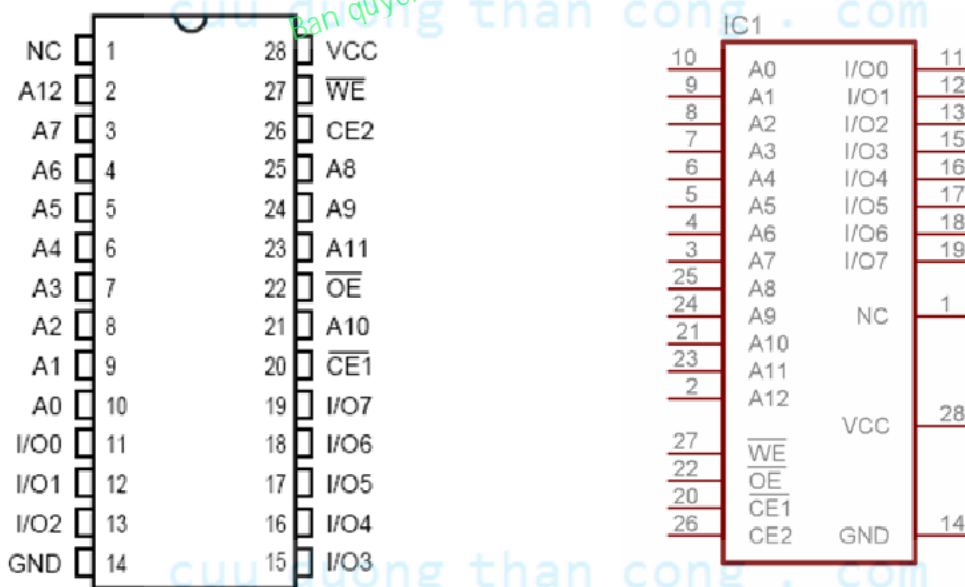 cuu duong than cong . com
Ban quyền
NC 1 28 VCC
A12 2 27 WE
A7 3 26 CE2
A6 4 25 A8
A5 5 24 A9
A4 6 23 A11
A3 7 22 OE
A2 8 21 A10
A1 9 20 CE1
A0 10 19 I/O7
I/O0 11 18 I/O6
I/O1 12 17 I/O5
I/O2 13 16 I/O4
GND 14 15 I/O3
IC1
10 A0 I/O0 11
9 A1 I/O1 12
8 A2 I/O2 13
7 A3 I/O3 15
6 A4 I/O4 16
5 A5 I/O5 17
4 A6 I/O6 18
3 A7 I/O7 19
25 A8
24 A9 NC 1
21 A10
23 A11
2 A12
VCC 28
27 WE
22 OE
20 CE1
26 CE2 GND 14
cuu duong than cong . com